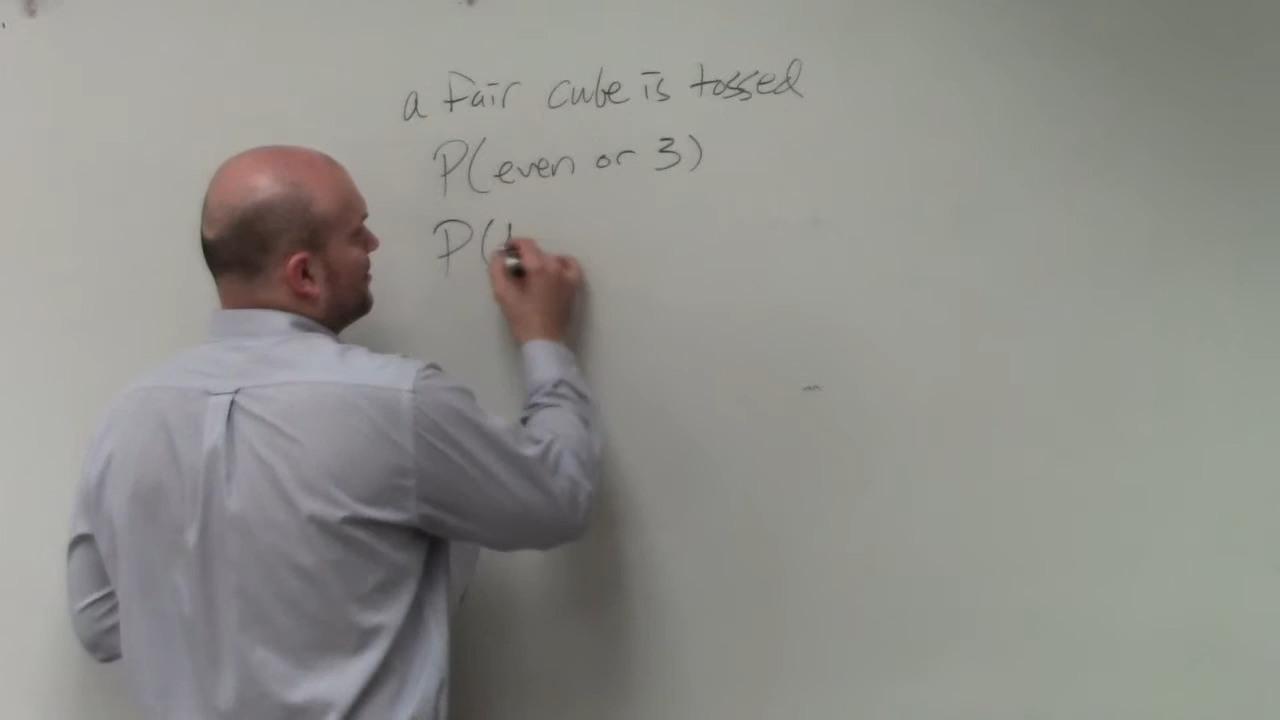 a fair cube is tossed
P(even or 3)
P(